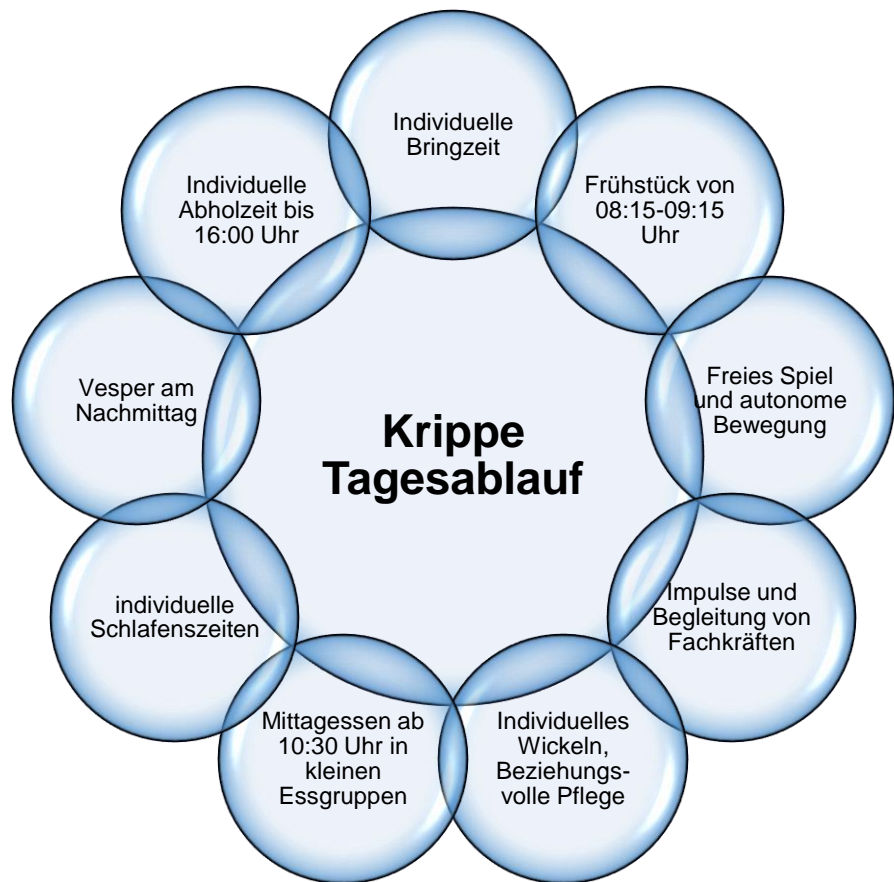 Individuelle
Bringzeit
Frühstück von
08:15-09:15
Uhr
Freies Spiel
und autonome
Bewegung
Impulse und
Begleitung von
Fachkräften
Individuelles
Wickeln,
Beziehungs-
volle Pflege
Mittagessen ab
10:30 Uhr in
kleinen
Essgruppen
individuelle
Schlafenszeiten
Vesper am
Nachmittag
Individuelle
Abholzeit bis
16:00 Uhr
Krippe
Tagesablauf